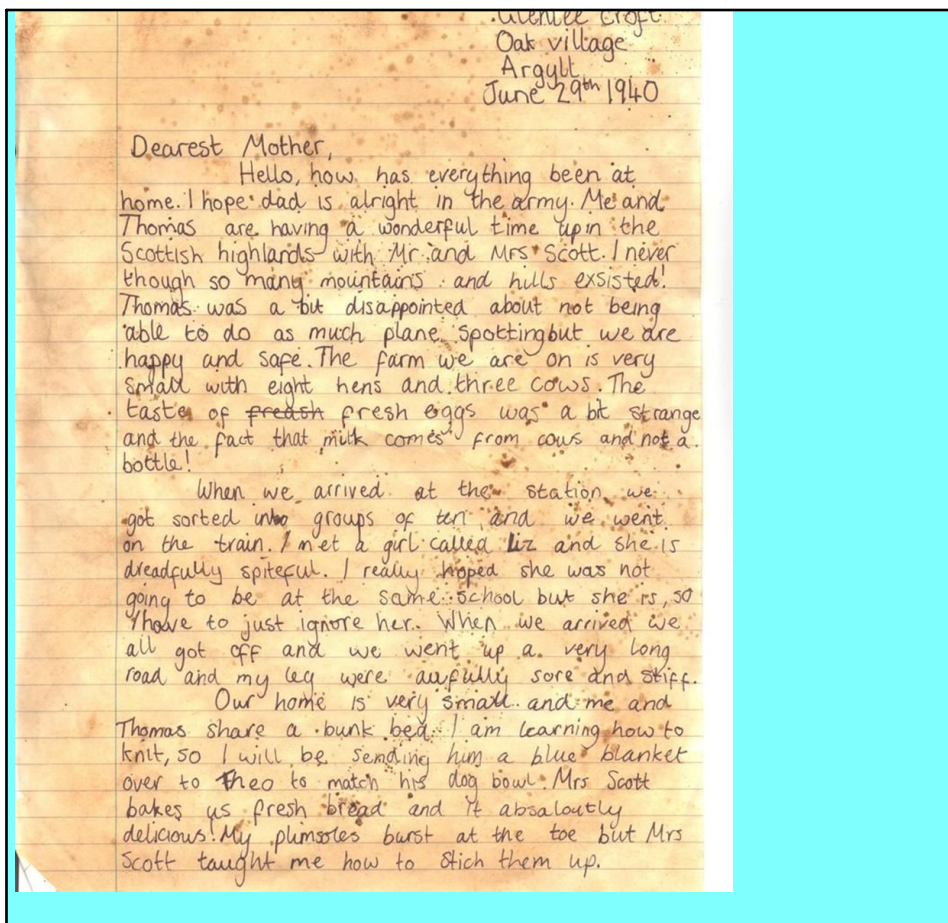 Glenlee Croft
Oak village
Argyll
June 29th 1940
Dearest Mother,
Hello, how has everything been at
home. I hope dad is alright in the army. Me and
Thomas are having a wonderful time up in the
Scottish highlands with Mr and Mrs Scott. I never
though so many mountains and hills exsisted!
Thomas was a bit disappointed about not being
able to do as much plane spotting but we are
happy and safe. The farm we are on is very
small with eight hens and three cows. The
taste of freash fresh eggs was a bit strange
and the fact that milk comes from cows and not a
bottle!
When we arrived at the station we
got sorted into groups of ten and we went
on the train. I met a girl called Liz and she is
dreadfully spiteful. I really hoped she was not
going to be at the same school but she is, so
I have to just ignore her. When we arrived we
all got off and we went up a very long
road and my leg were awfully sore and stiff.
Our home is very small and me and
Thomas share a bunk bed. I am learning how to
knit, so I will be sending him a blue blanket
over to Theo to match his dog bowl. Mrs Scott
bakes us fresh bread and it absaloutly
delicious! My plimsoles burst at the toe but Mrs
Scott taught me how to stich them up.